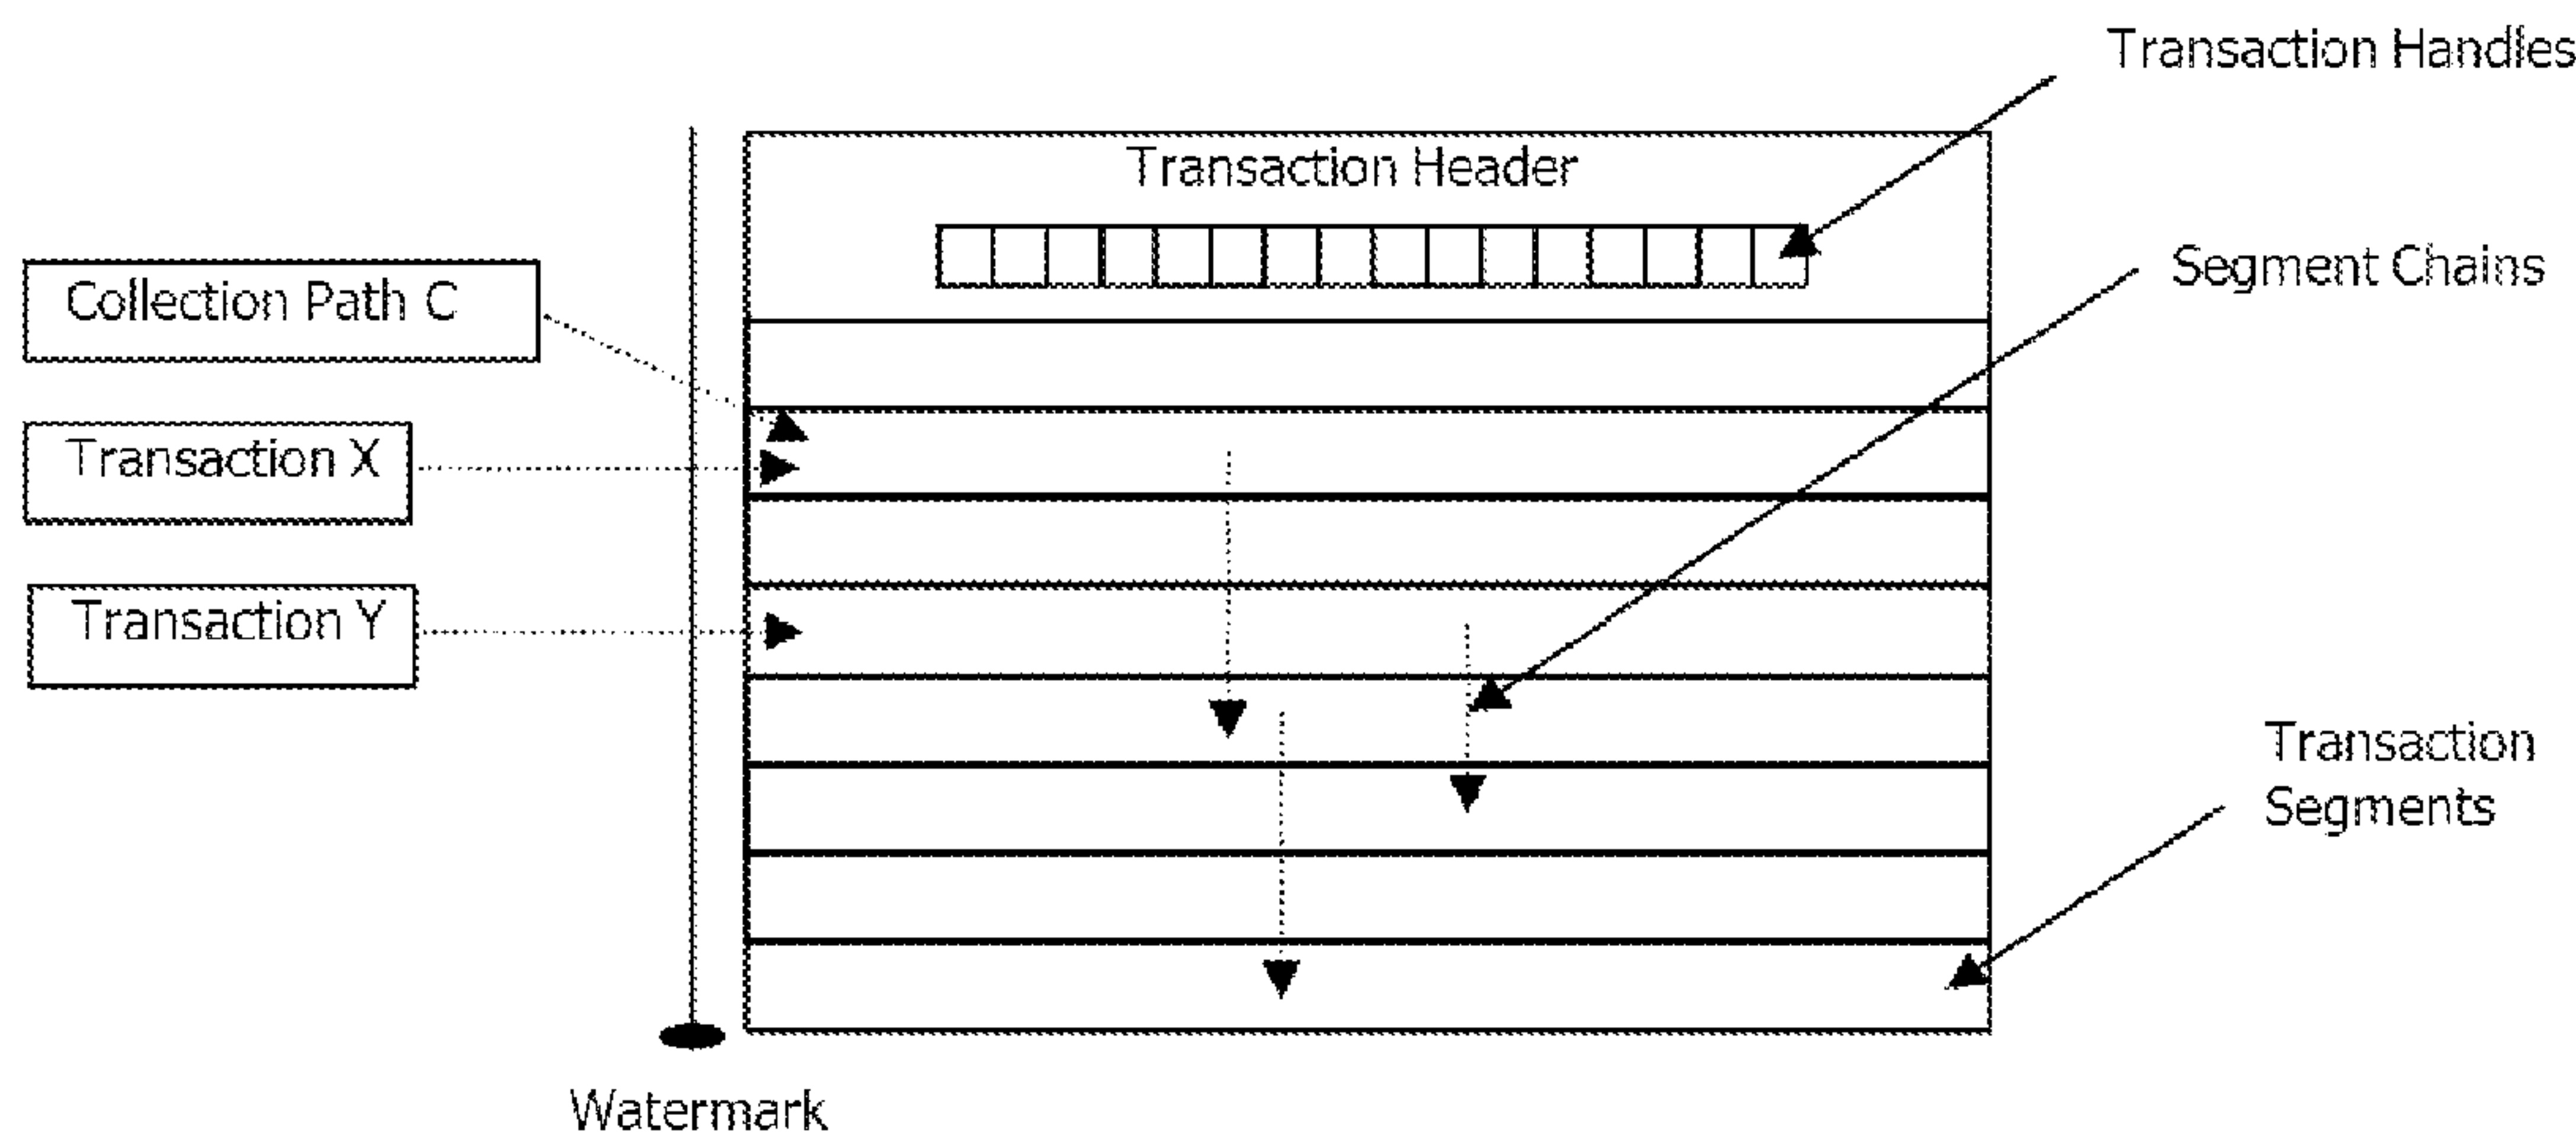 Transaction Handles
Transaction Header
Segment Chains
Collection Path C
Transaction X
Transaction Y
Transaction
Segments
Watermark